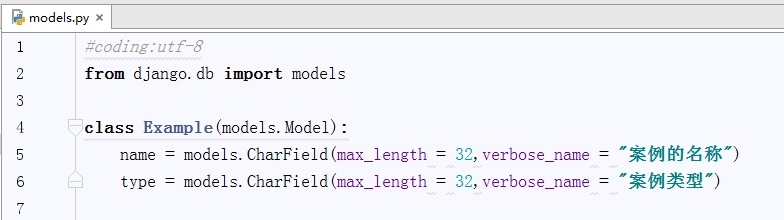 models.py ×
1 #coding:utf-8
2 from django.db import models
3
4 class Example(models.Model):
5 name = models.CharField(max_length = 32,verbose_name = "案例的名称")
6 type = models.CharField(max_length = 32,verbose_name = "案例类型")
7